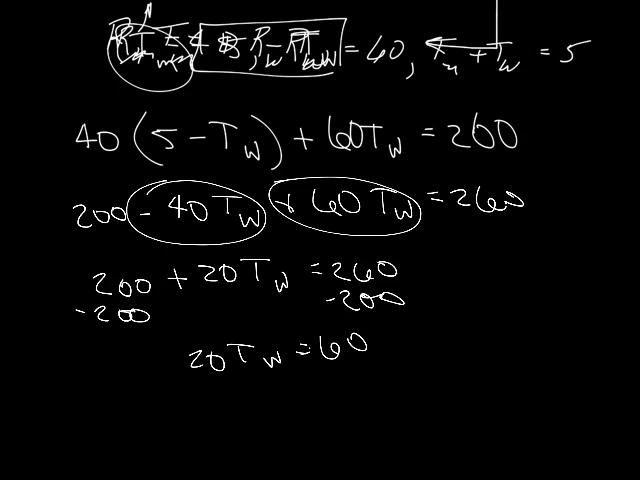 = 40, T + T_W = 5
40 (5 - T_W) + 60T_W = 260
200 - 40T_W + 60T_W = 260
200 + 20T_W = 260
-200 -200
20T_W = 60